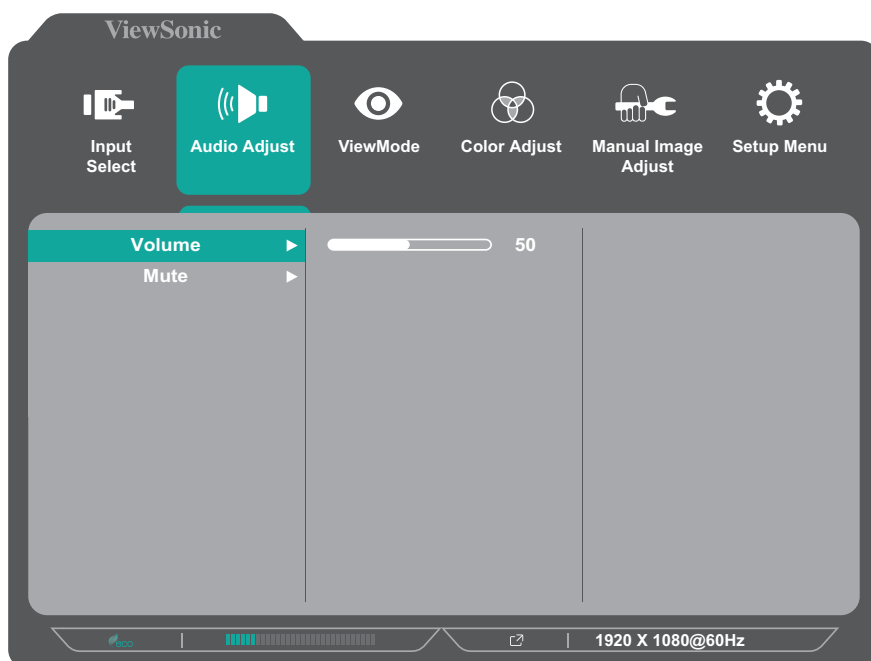 ViewSonic
Input
Select
Audio Adjust
ViewMode
Color Adjust
Manual Image
Adjust
Setup Menu
Volume
50
Mute
eco
1920 X 1080@60Hz